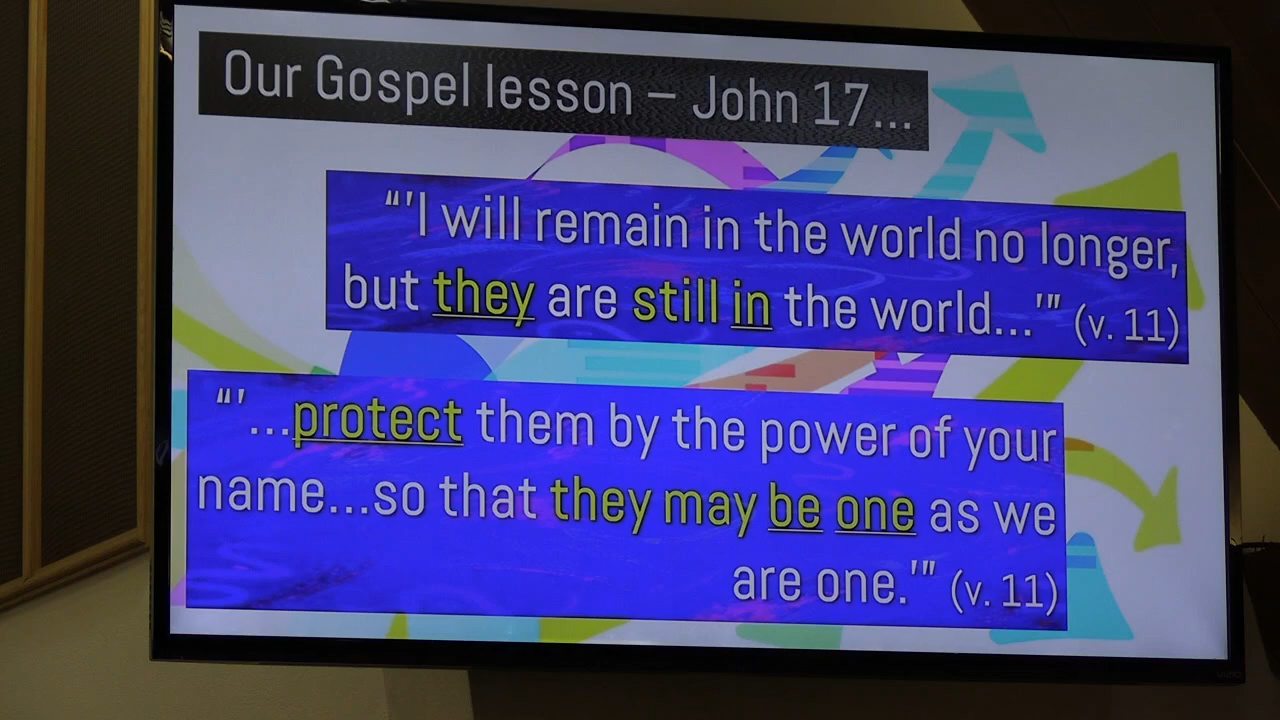 Our Gospel lesson – John 17...
“‘I will remain in the world no longer,
but they are still in the world...’” (v. 11)
“‘...protect them by the power of your
name...so that they may be one as we
are one.’” (v. 11)
VIZIO